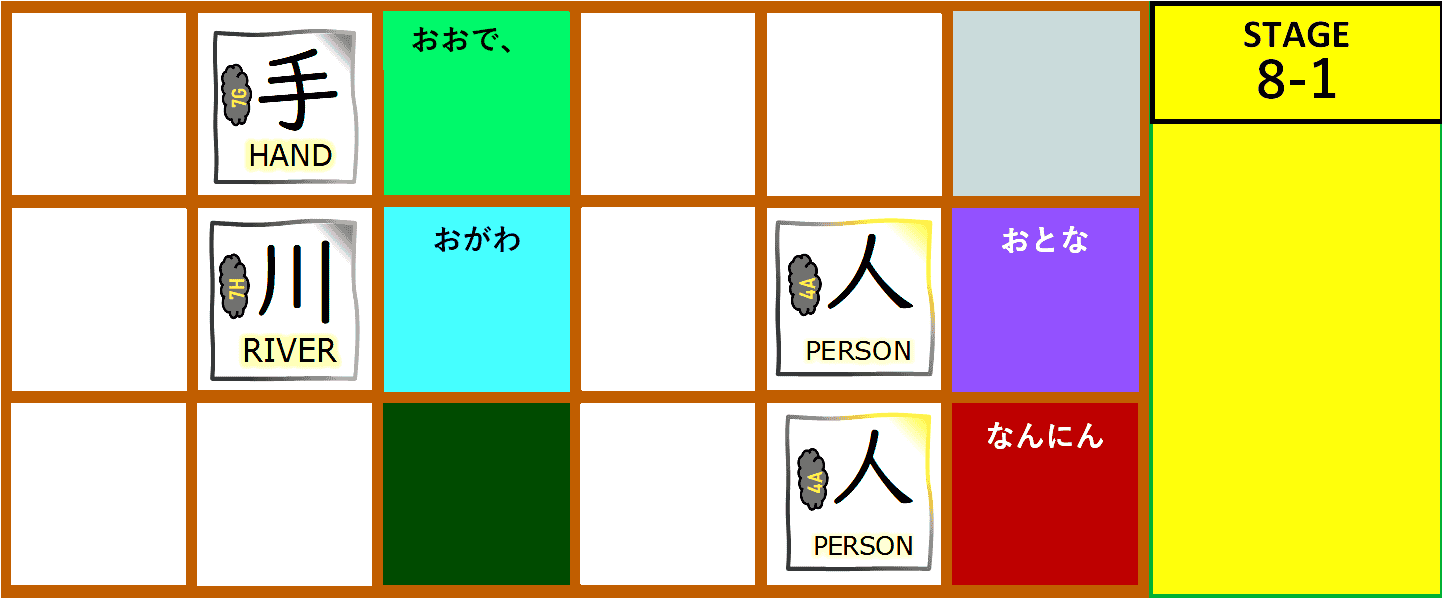 7G
手
HAND
おおで、
STAGE
8-1
7H
川
RIVER
おがわ
4A
人
PERSON
おとな
4A
人
PERSON
なんにん